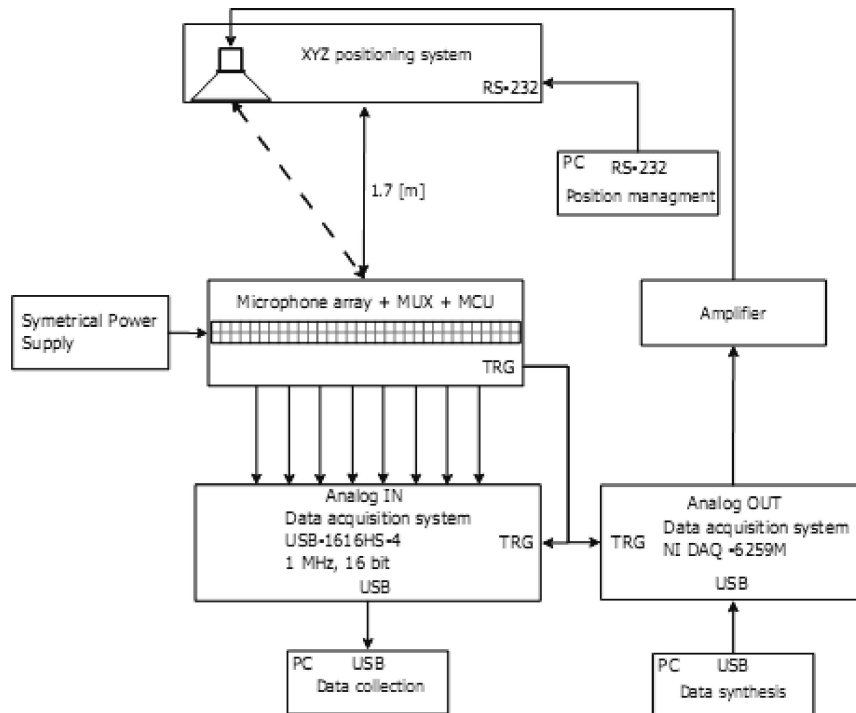 XYZ positioning system
RS-232
PC RS-232
Position managment
1.7 [m]
Microphone array + MUX + MCU
TRG
Symetrical Power
Supply
Amplifier
Analog IN
Data acquisition system
USB-1616HS-4
1 MHz, 16 bit
USB
TRG
Analog OUT
Data acquisition system
TRG
NI DAQ -6259M
USB
PC USB
Data collection
PC USB
Data synthesis